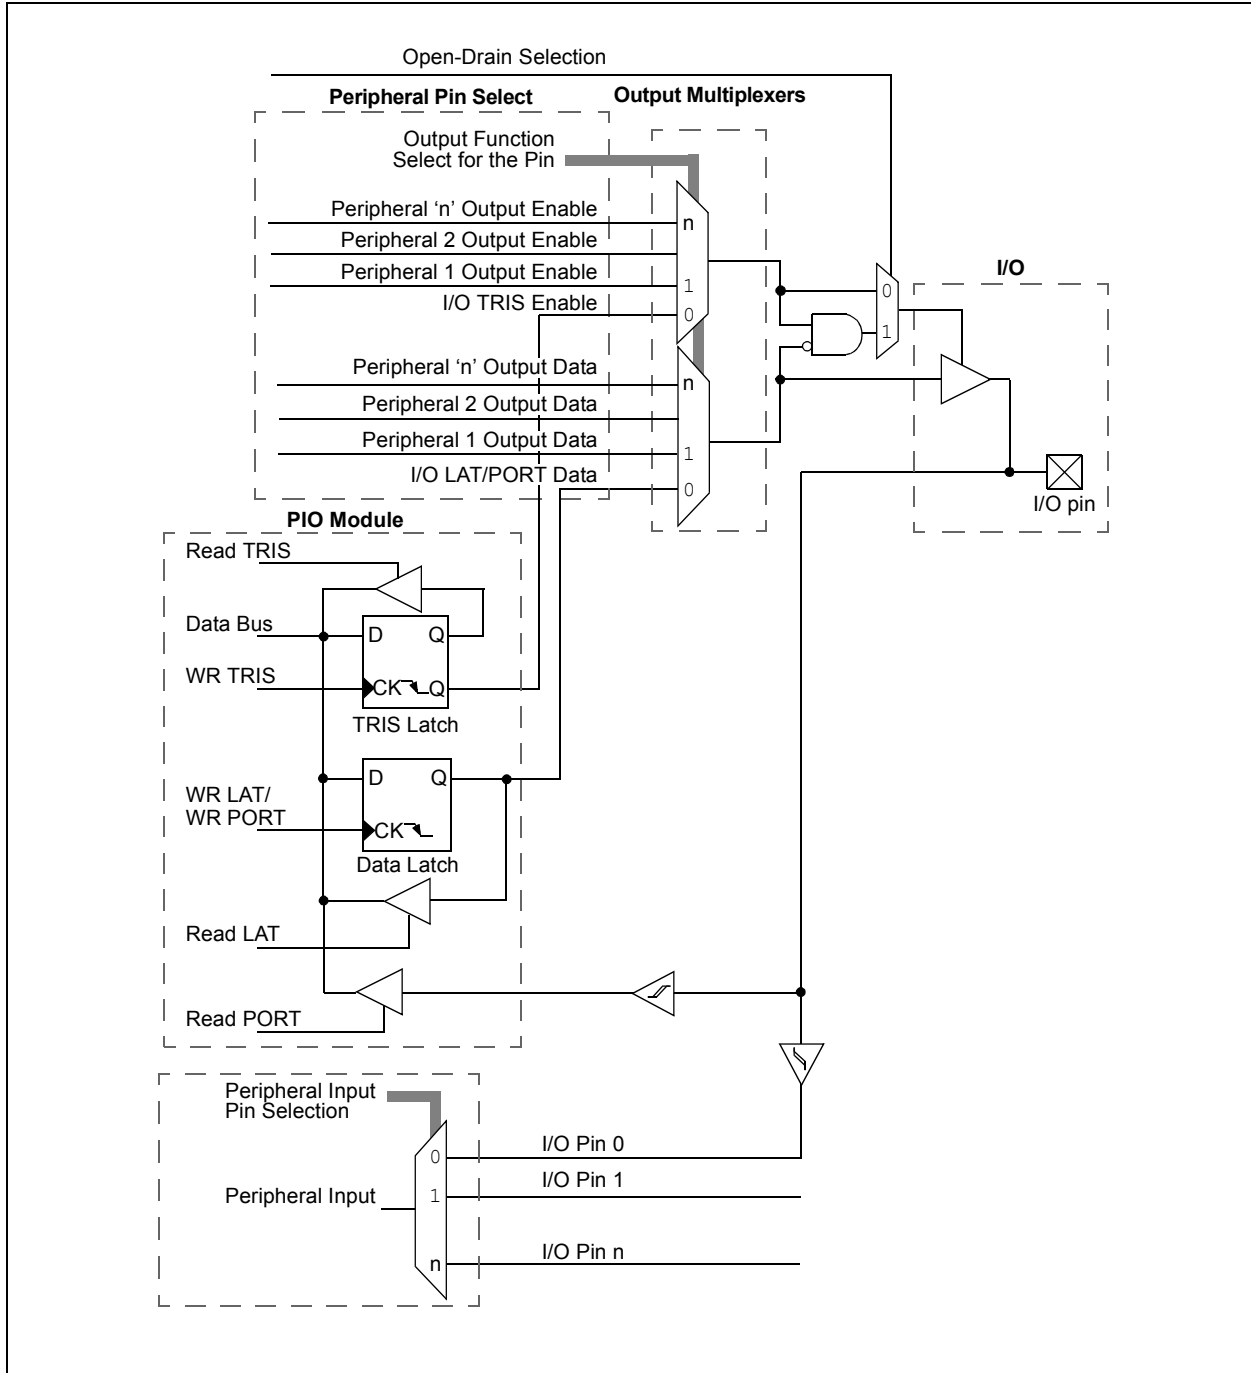 Open-Drain Selection
Peripheral Pin Select
Output Multiplexers
Output Function
Select for the Pin
Peripheral ‘n’ Output Enable
Peripheral 2 Output Enable
Peripheral 1 Output Enable
I/O TRIS Enable
n
1
0
0
1
I/O
Peripheral ‘n’ Output Data
Peripheral 2 Output Data
Peripheral 1 Output Data
I/O LAT/PORT Data
n
1
0
I/O pin
PIO Module
Read TRIS
Data Bus
D Q
WR TRIS
CK Q
TRIS Latch
D Q
WR LAT/
WR PORT
CK
Data Latch
Read LAT
Read PORT
Peripheral Input
Pin Selection
I/O Pin 0
0
I/O Pin 1
Peripheral Input
1
I/O Pin n
n